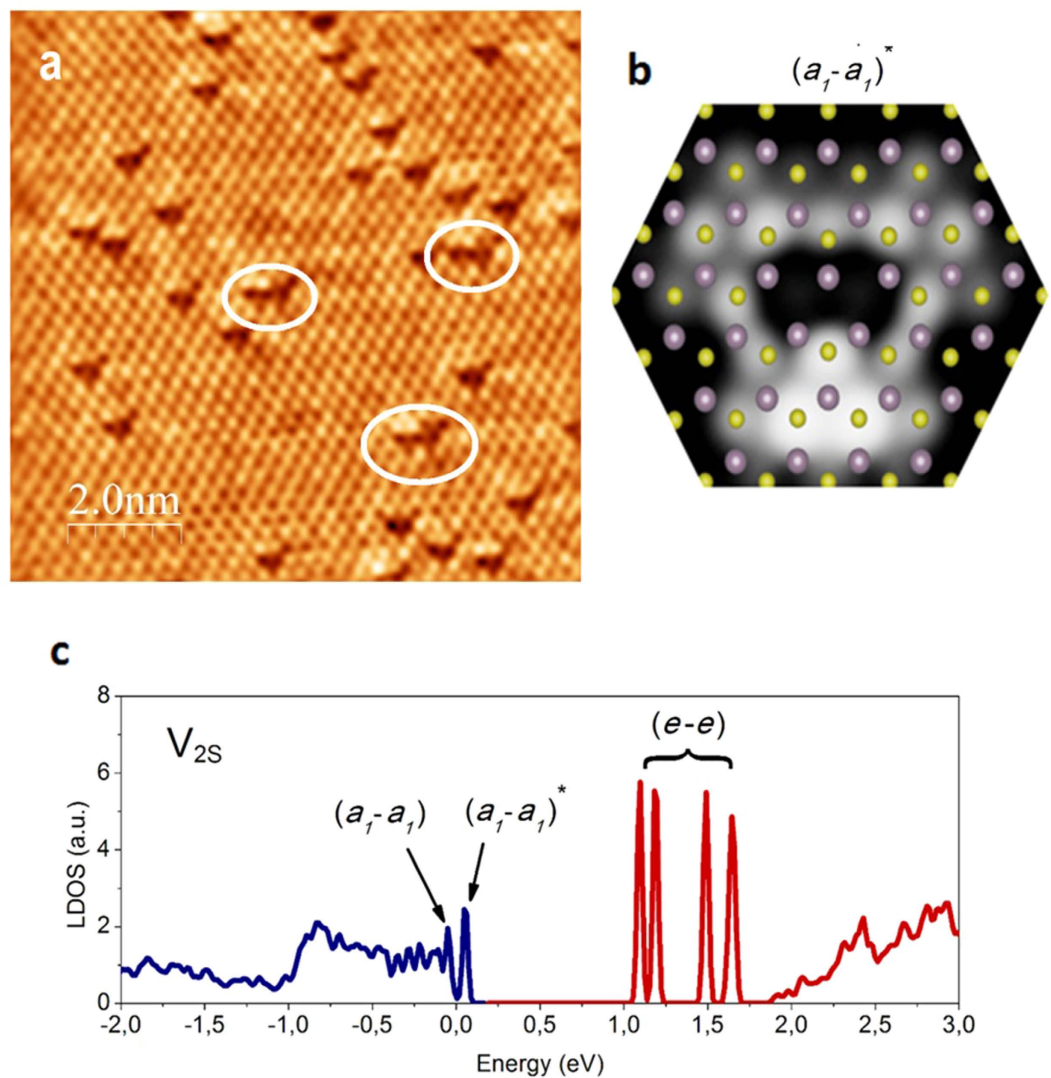 a
2.0nm
b
(a₁-a₁)*
c
V₂S
(a₁-a₁)
(a₁-a₁)*
(e-e)
LDOS (a.u.)
8
6
4
2
0
-2,0 -1,5 -1,0 -0,5 0,0 0,5 1,0 1,5 2,0 2,5 3,0
Energy (eV)